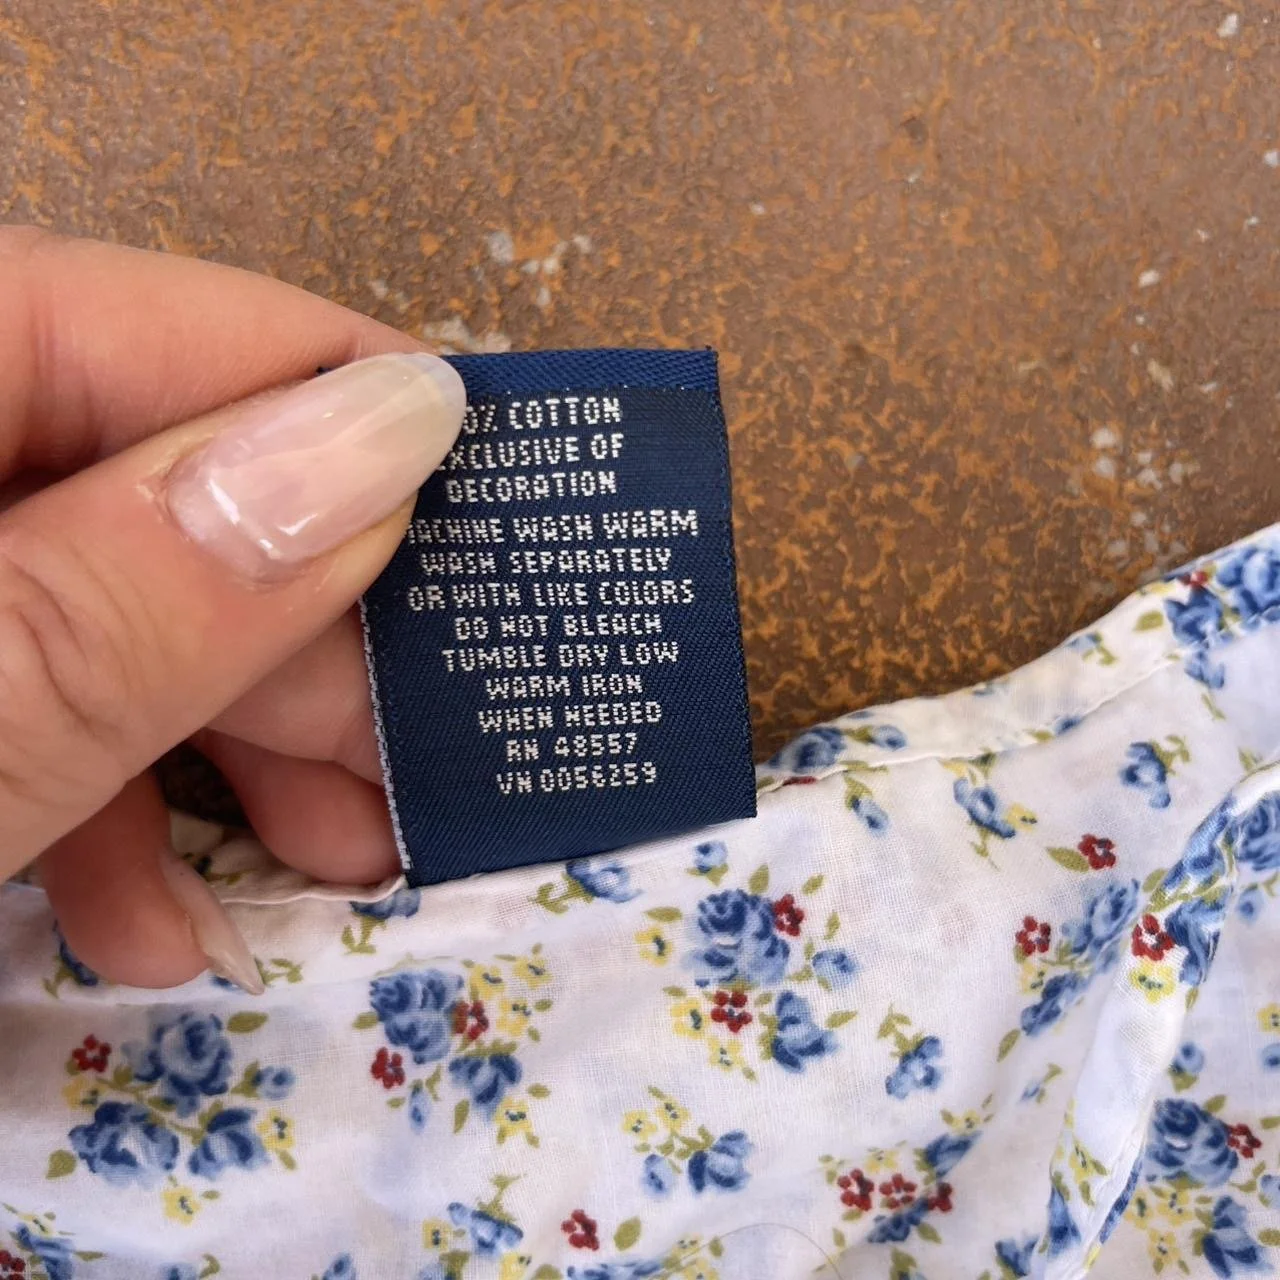 0% COTTON
EXCLUSIVE OF
DECORATION
MACHINE WASH WARM
WASH SEPARATELY
OR WITH LIKE COLORS
DO NOT BLEACH
TUMBLE DRY LOW
WARM IRON
WHEN NEEDED
RN 48557
VN 0056259